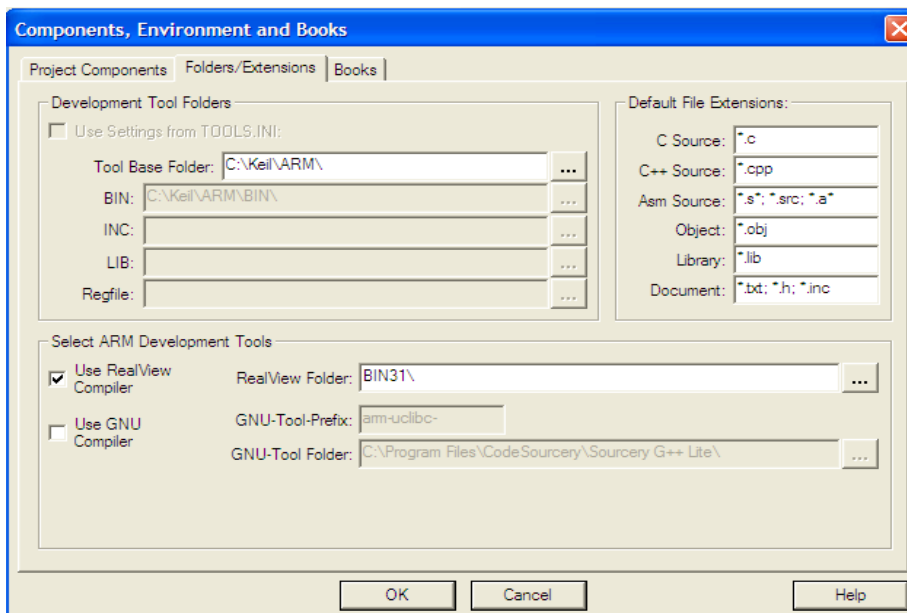 Components, Environment and Books
Project Components
Folders/Extensions
Books
Development Tool Folders
Use Settings from TOOLS.INI:
Tool Base Folder: C:\Keil\ARM\ ...
BIN: C:\Keil\ARM\BIN\ ...
INC: ...
LIB: ...
Regfile: ...
Default File Extensions:
C Source: *.c
C++ Source: *.cpp
Asm Source: *.s*; *.src; *.a*
Object: *.obj
Library: *.lib
Document: *.txt; *.h; *.inc
Select ARM Development Tools
Use RealView
Compiler
RealView Folder: BIN31\ ...
Use GNU
Compiler
GNU-Tool-Prefix: arm-uclibc-
GNU-Tool Folder: C:\Program Files\CodeSourcery\Sourcery G++ Lite\ ...
OK
Cancel
Help